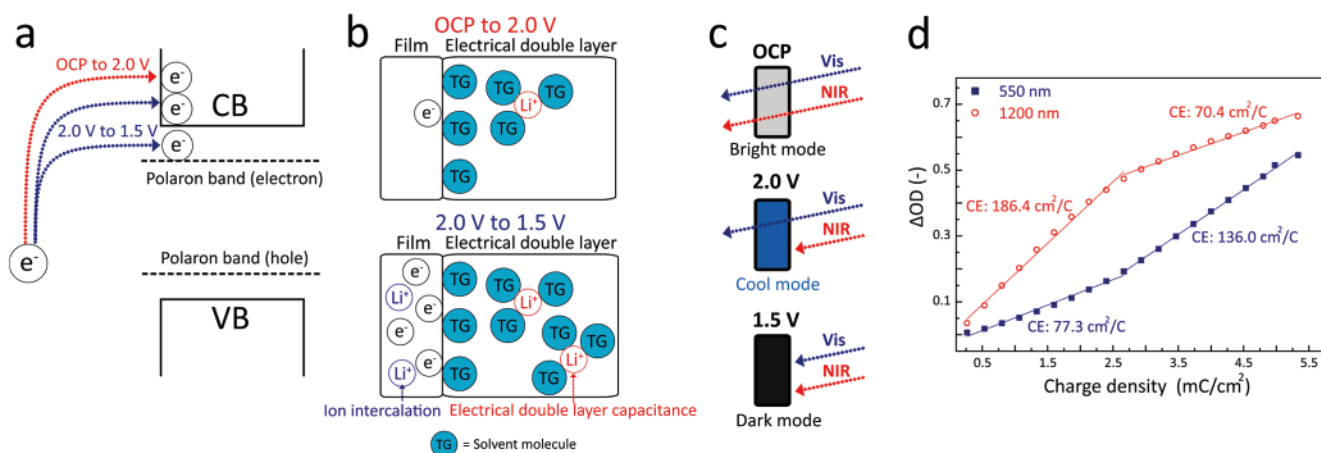 a
OCP to 2.0 V
e-
e-
CB
2.0 V to 1.5 V
e-
Polaron band (electron)
e-
Polaron band (hole)
VB
b
OCP to 2.0 V
Film
Electrical double layer
TG
TG
TG
Li+
e-
TG
TG
TG
2.0 V to 1.5 V
Film
Electrical double layer
e-
TG
TG
TG
Li+
Li+
e-
TG
TG
TG
e-
TG
Li+
e-
Li+
TG
TG
Ion intercalation
Electrical double layer capacitance
TG = Solvent molecule
c
OCP
Vis
NIR
Bright mode
2.0 V
Vis
NIR
Cool mode
1.5 V
Vis
NIR
Dark mode
d
550 nm
1200 nm
CE: 70.4 cm²/C
CE: 186.4 cm²/C
CE: 136.0 cm²/C
CE: 77.3 cm²/C
0.7
0.5
0.3
0.1
ΔOD (-)
0.5 1.5 2.5 3.5 4.5 5.5
Charge density (mC/cm²)